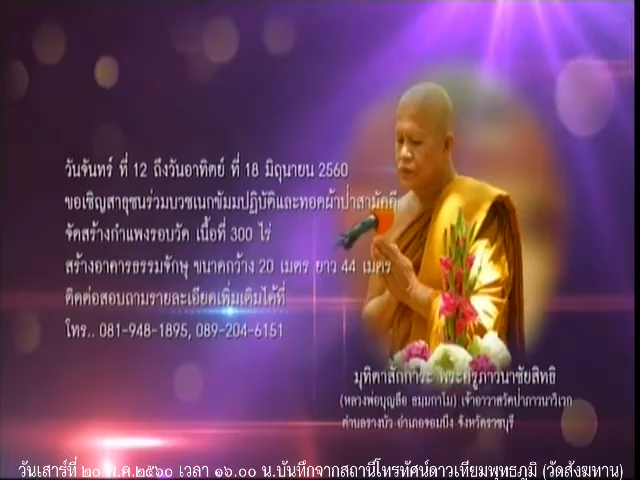 วันจันทร์ ที่ 12 ถึงวันอาทิตย์ ที่ 18 มิถุนายน 2560
ขอเชิญสาธุชนร่วมบวชเนกขัมมปฏิบัติและทอดผ้าป่าสามัคคี
จัดสร้างกำแพงรอบวัด เนื้อที่ 300 ไร่
สร้างอาคารธรรมจักษุ ขนาดกว้าง 20 เมตร ยาว 44 เมตร
ติดต่อสอบถามรายละเอียดเพิ่มเติมได้ที่
โทร.. 081-948-1895, 089-204-6151
มุทิตาสักการะ พระครูภาวนาชัยสิทธิ
(หลวงพ่อบุญลือ ธมฺมกาโม) เจ้าอาวาสวัดป่าภาวนาวิเวก
ตำบลรางบัว อำเภอจอมบึง จังหวัดราชบุรี
วันเสาร์ที่ ๒๐ พ.ค.๒๕๖๐ เวลา ๑๖.๐๐ น.บันทึกจากสถานีโทรทัศน์ดาวเทียมพุทธภูมิ (วัดสังฆทาน)